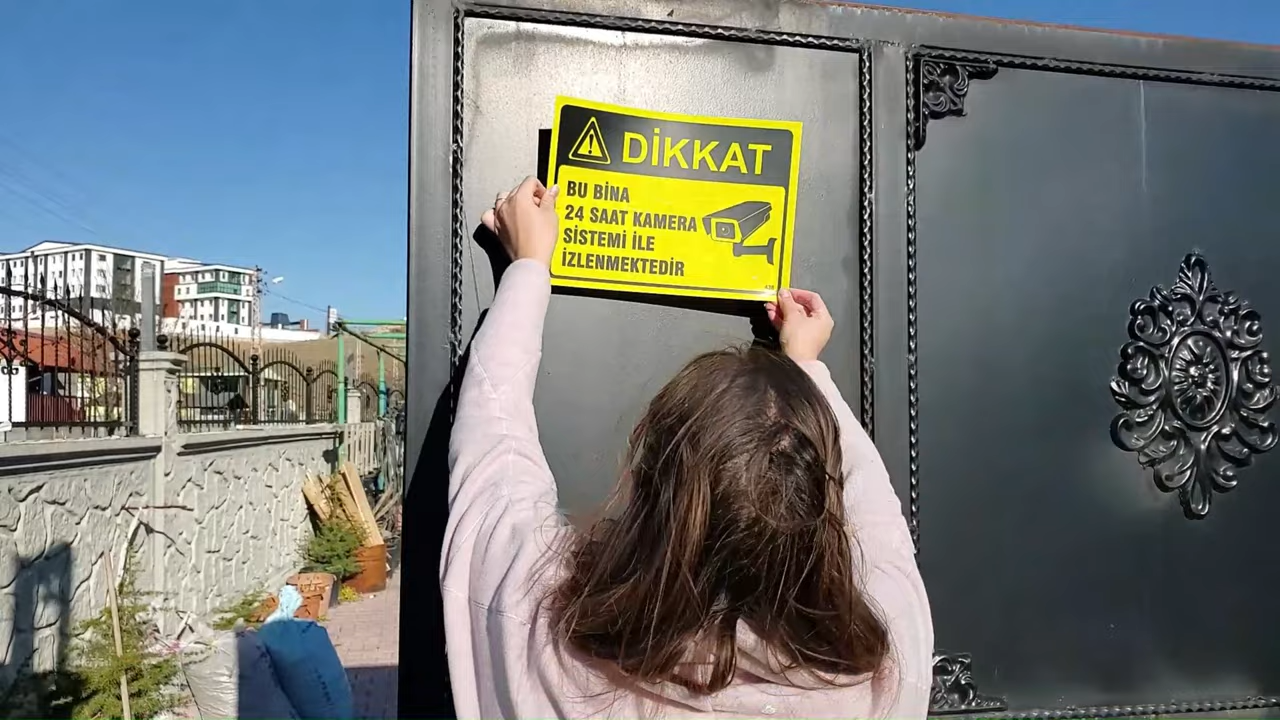 DİKKAT
BU BİNA
24 SAAT KAMERA
SİSTEMİ İLE
İZLENMEKTEDİR